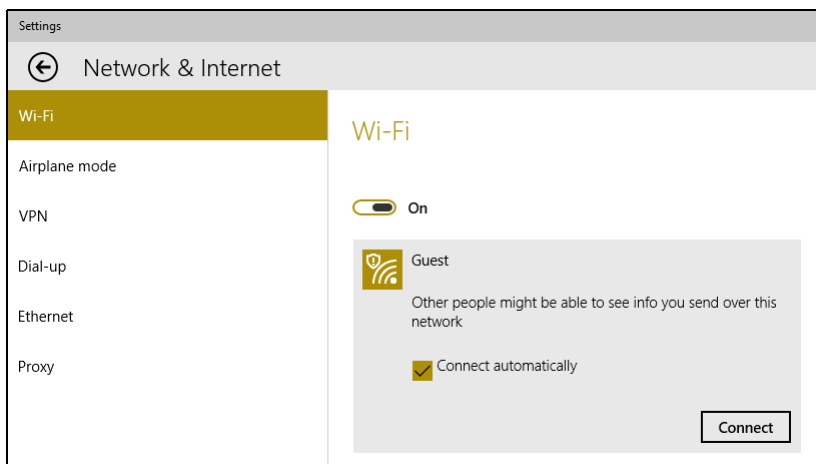 Settings
Network & Internet
Wi-Fi
Airplane mode
VPN
Dial-up
Ethernet
Proxy
Wi-Fi
On
Guest
Other people might be able to see info you send over this
network
Connect automatically
Connect